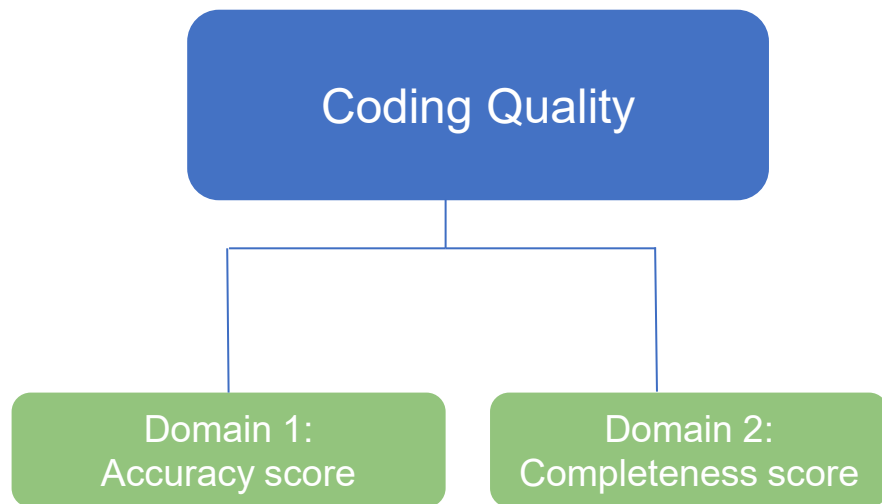 Coding Quality
Domain 1:
Accuracy score
Domain 2:
Completeness score